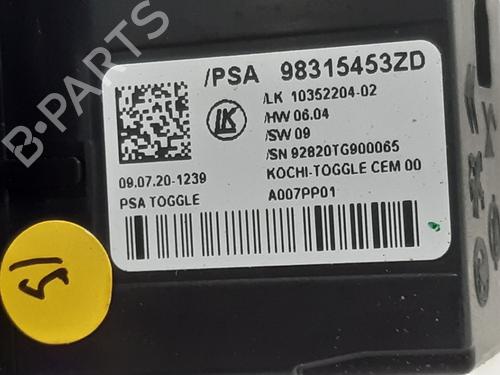 /PSA 98315453ZD
/LK 10352204-02
LK
/HW 06.04
/SW 09
/SN 92820TG900065
09.07.20-1239 KOCHI-TOGGLE CEM 00
PSA TOGGLE A007PP01
B-Parts